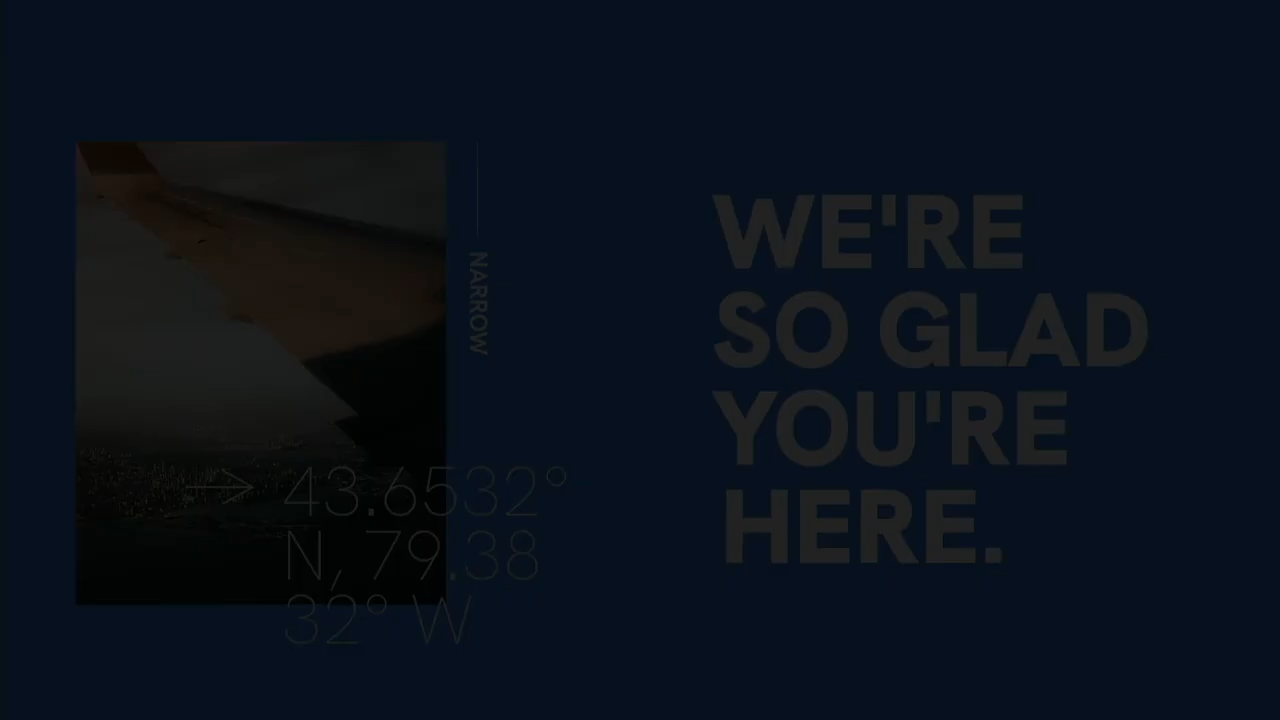 NARROW
→ 43.6532°
N, 79.38
32° W
WE'RE
SO GLAD
YOU'RE
HERE.